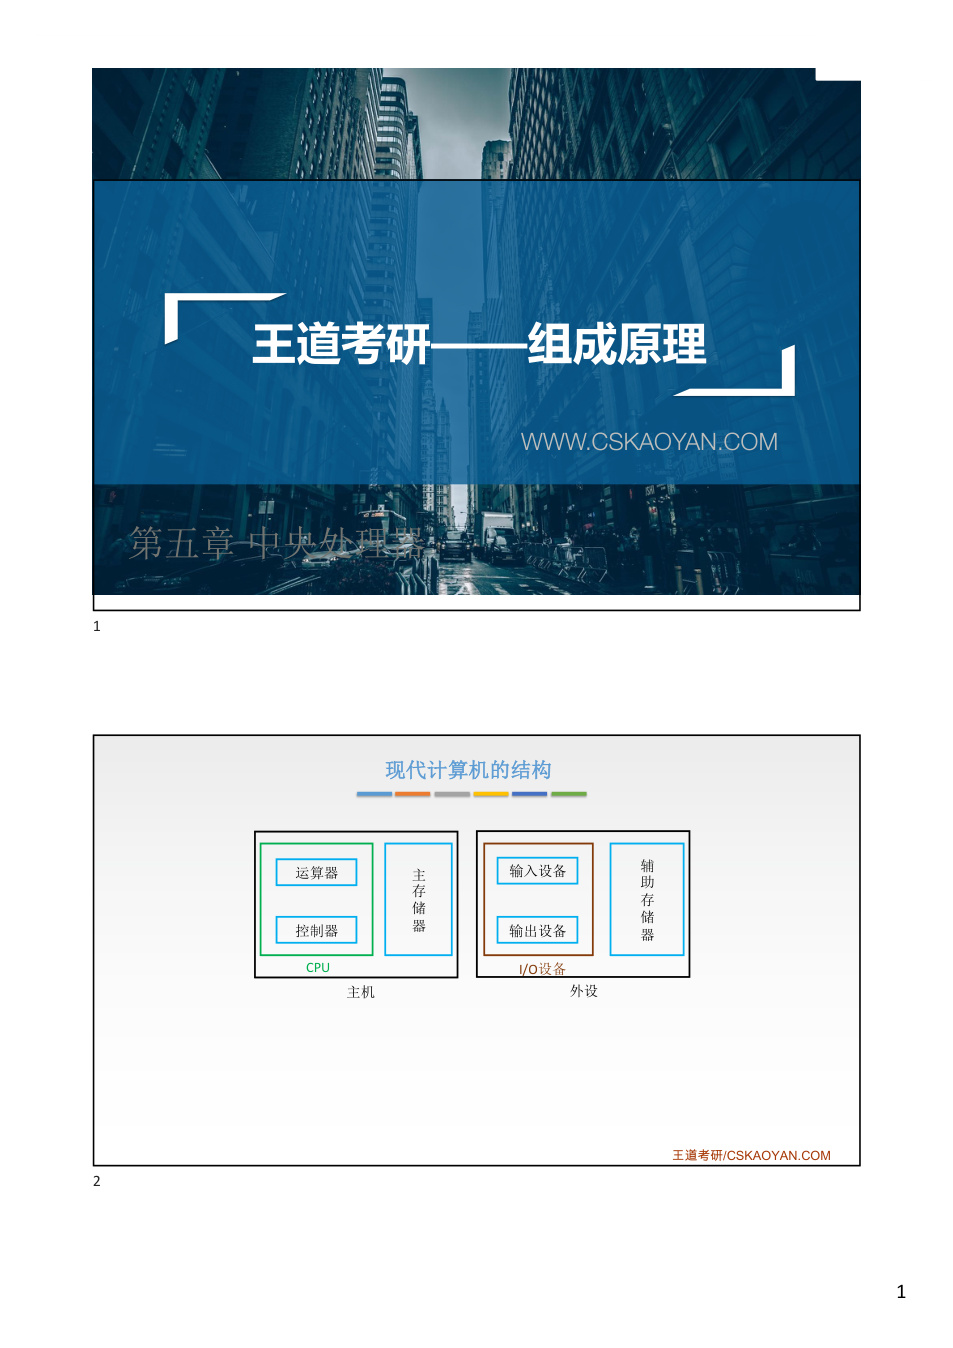 王道考研——组成原理
WWW.CSKAOYAN.COM
第五章 中央处理器
1
现代计算机的结构
运算器
控制器
CPU
主存储器
主机
输入设备
输出设备
I/O设备
辅助存储器
外设
王道考研/CSKAOYAN.COM
2
1